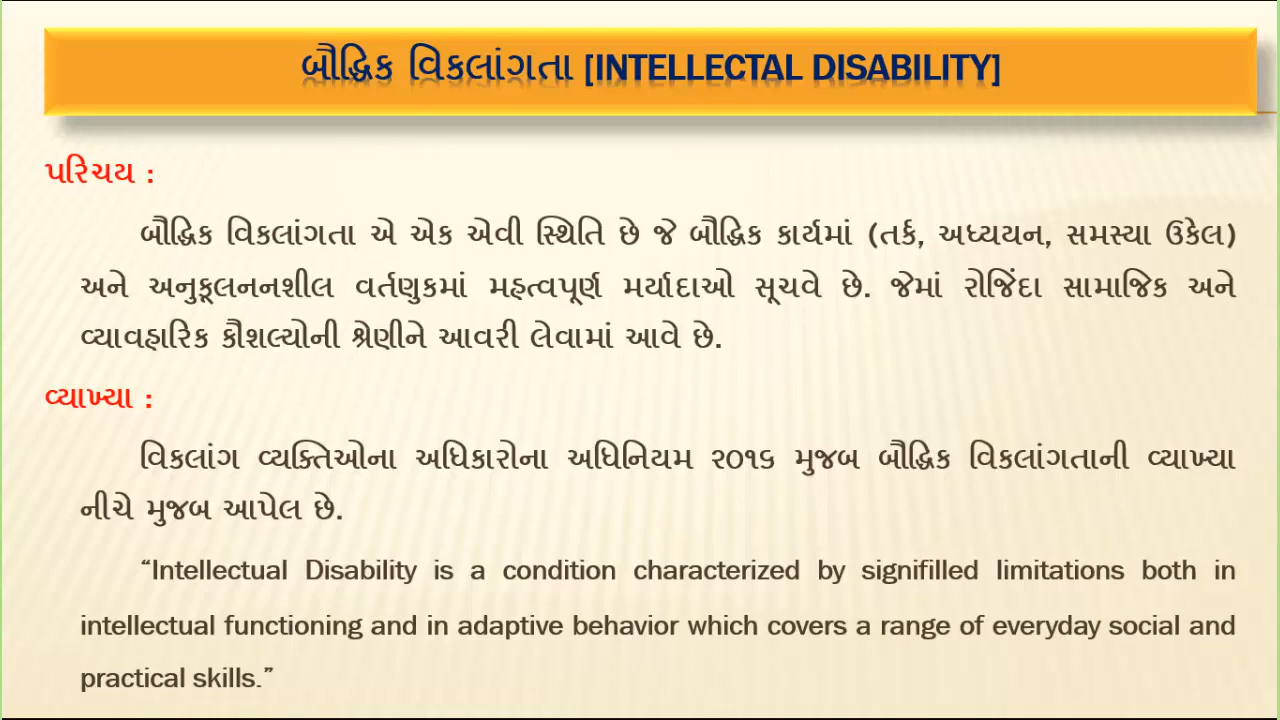 બૌદ્ધિક વિકલાંગતા [INTELLECTAL DISABILITY]
પરિચય :
બૌદ્ધિક વિકલાંગતા એ એક એવી સ્થિતિ છે જે બૌદ્ધિક કાર્યમાં (તર્ક, અધ્યયન, સમસ્યા ઉકેલ)
અને અનુકૂલનનશીલ વર્તણુકમાં મહત્વપૂર્ણ મર્યાદાઓ સૂચવે છે. જેમાં રોજિંદા સામાજિક અને
વ્યાવહારિક કૌશલ્યોની શ્રેણીને આવરી લેવામાં આવે છે.
વ્યાખ્યા :
વિકલાંગ વ્યક્તિઓના અધિકારોના અધિનિયમ ૨૦૧૬ મુજબ બૌદ્ધિક વિકલાંગતાની વ્યાખ્યા
નીચે મુજબ આપેલ છે.
“Intellectual Disability is a condition characterized by signifilled limitations both in
intellectual functioning and in adaptive behavior which covers a range of everyday social and
practical skills.”